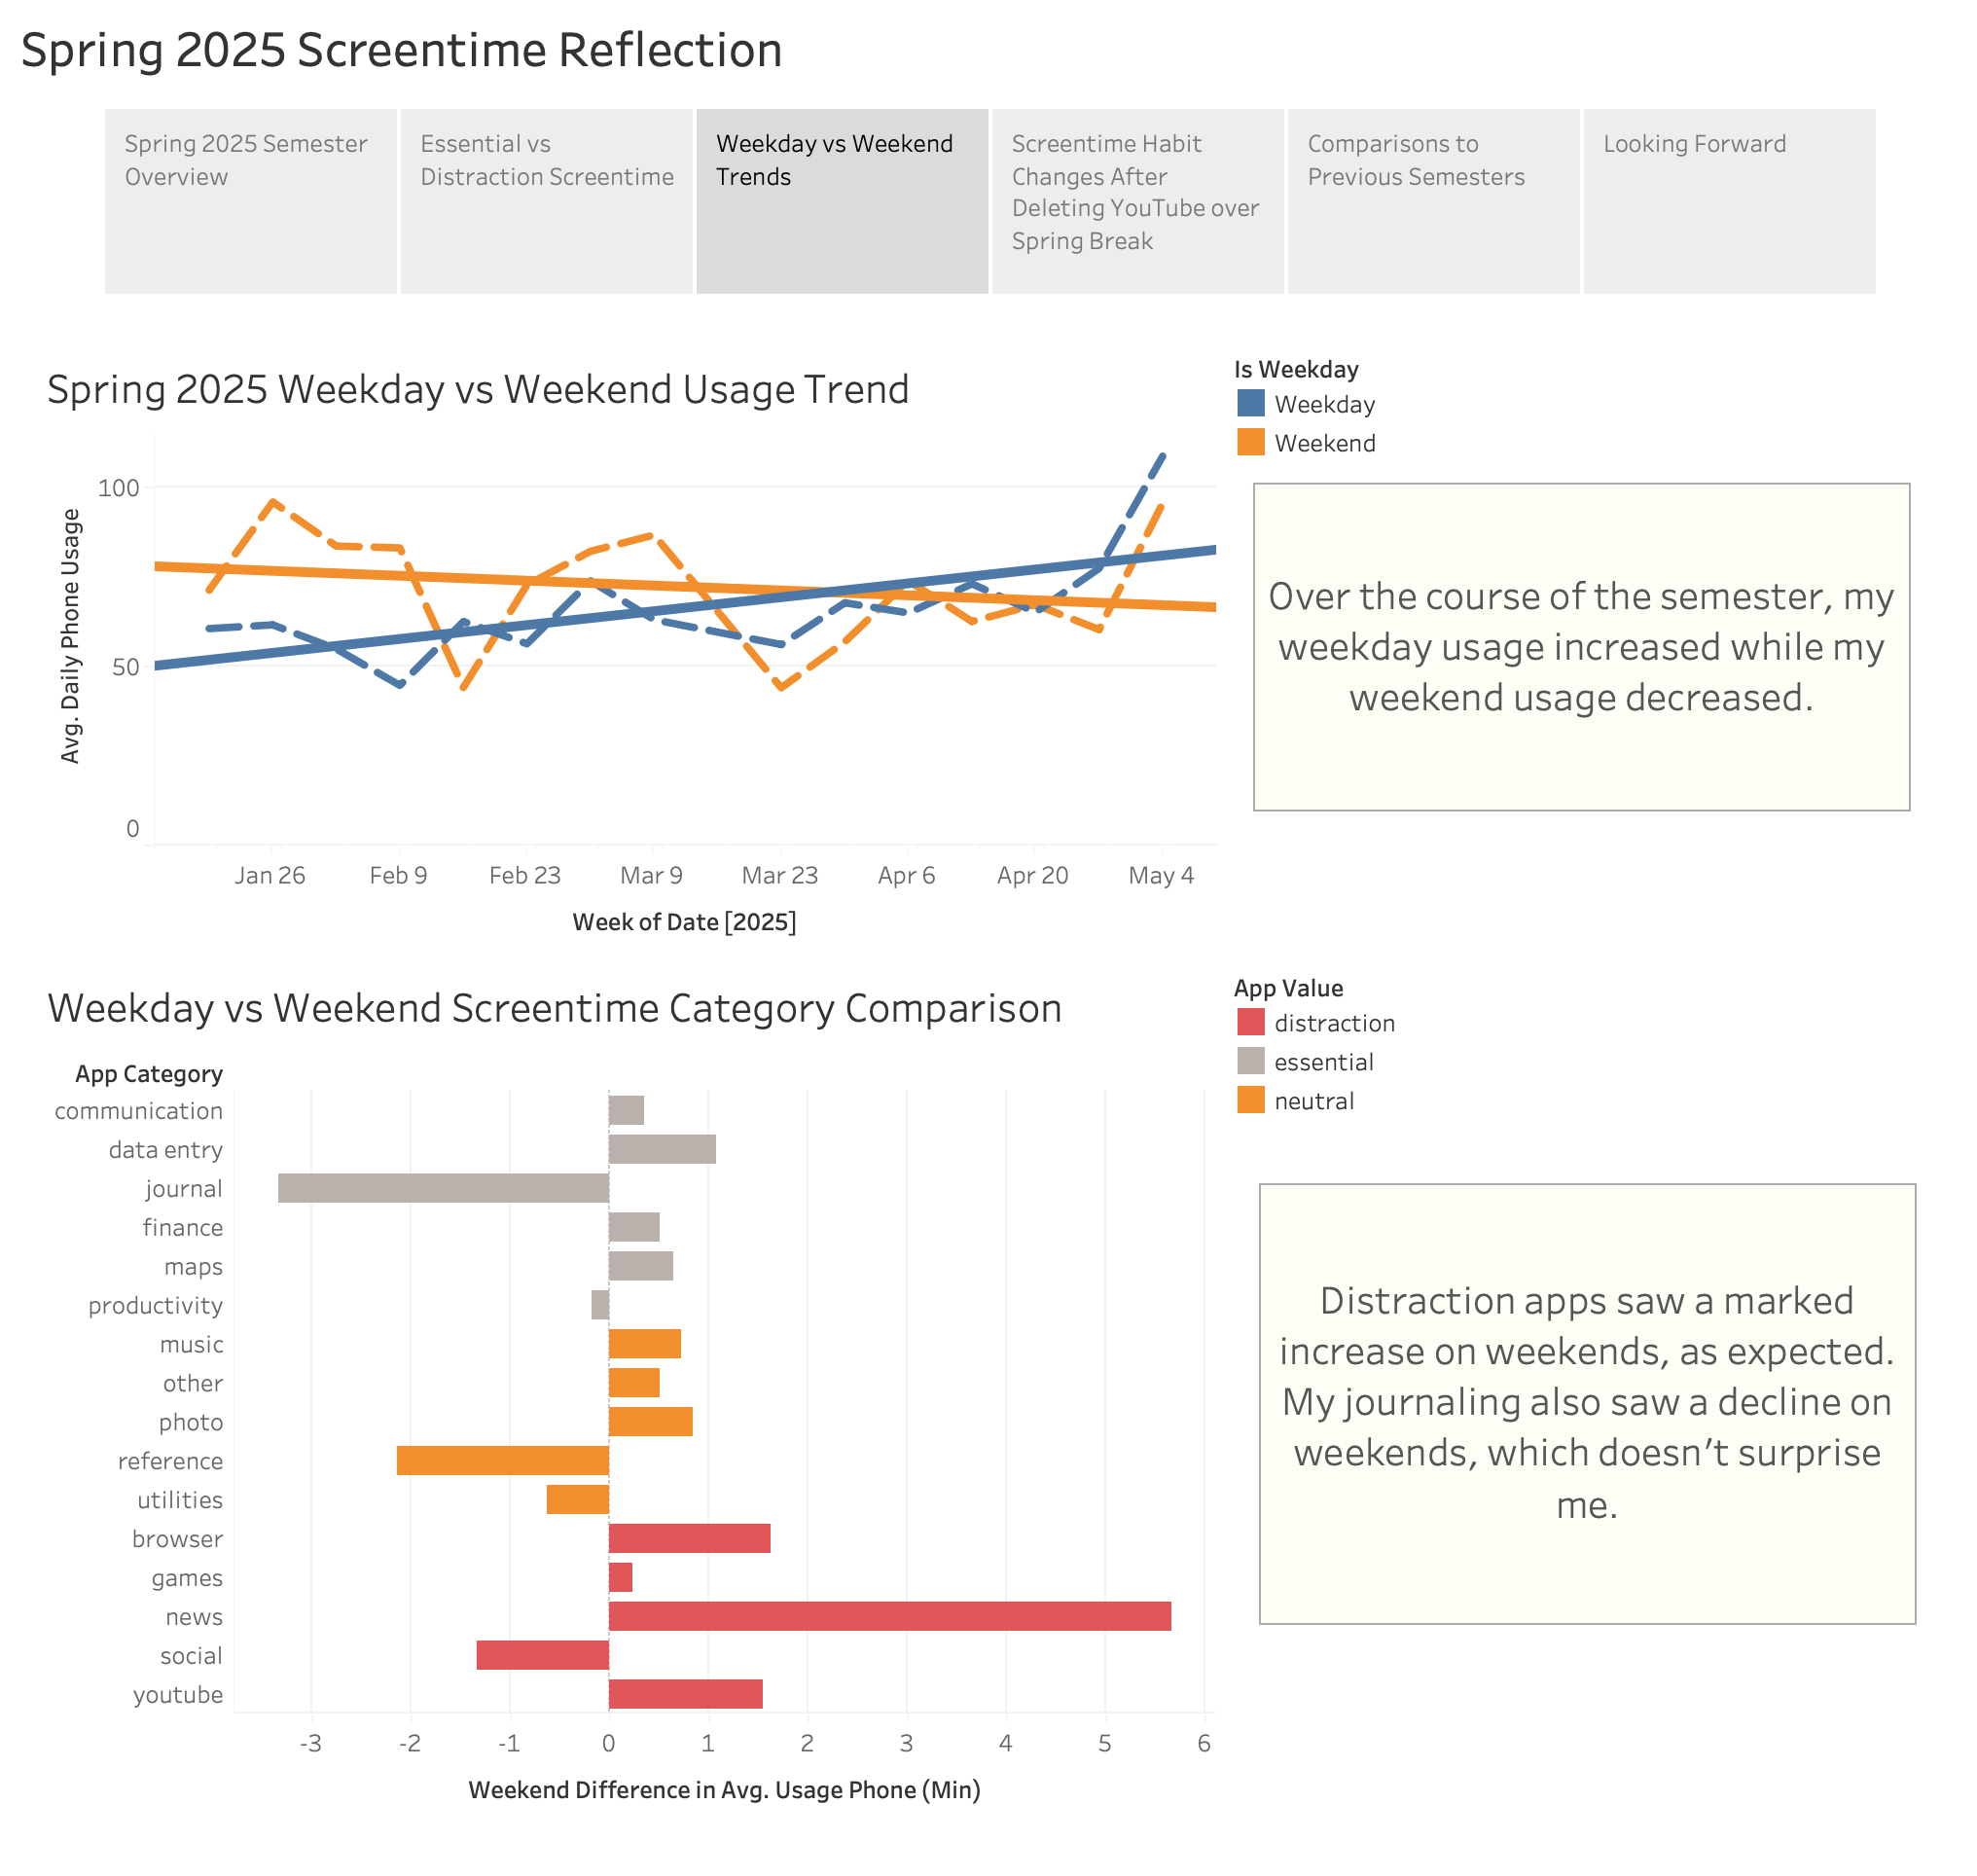 Spring 2025 Screentime Reflection
Spring 2025 Semester
Overview
Essential vs
Distraction Screentime
Weekday vs Weekend
Trends
Screentime Habit
Changes After
Deleting YouTube over
Spring Break
Comparisons to
Previous Semesters
Looking Forward
Spring 2025 Weekday vs Weekend Usage Trend
Is Weekday
Weekday
Weekend
Avg. Daily Phone Usage
100
50
0
Jan 26
Feb 9
Feb 23
Mar 9
Mar 23
Apr 6
Apr 20
May 4
Week of Date [2025]
Over the course of the semester, my
weekday usage increased while my
weekend usage decreased.
Weekday vs Weekend Screentime Category Comparison
App Value
distraction
essential
neutral
App Category
communication
data entry
journal
finance
maps
productivity
music
other
photo
reference
utilities
browser
games
news
social
youtube
-3
-2
-1
0
1
2
3
4
5
6
Weekend Difference in Avg. Usage Phone (Min)
Distraction apps saw a marked
increase on weekends, as expected.
My journaling also saw a decline on
weekends, which doesn’t surprise
me.